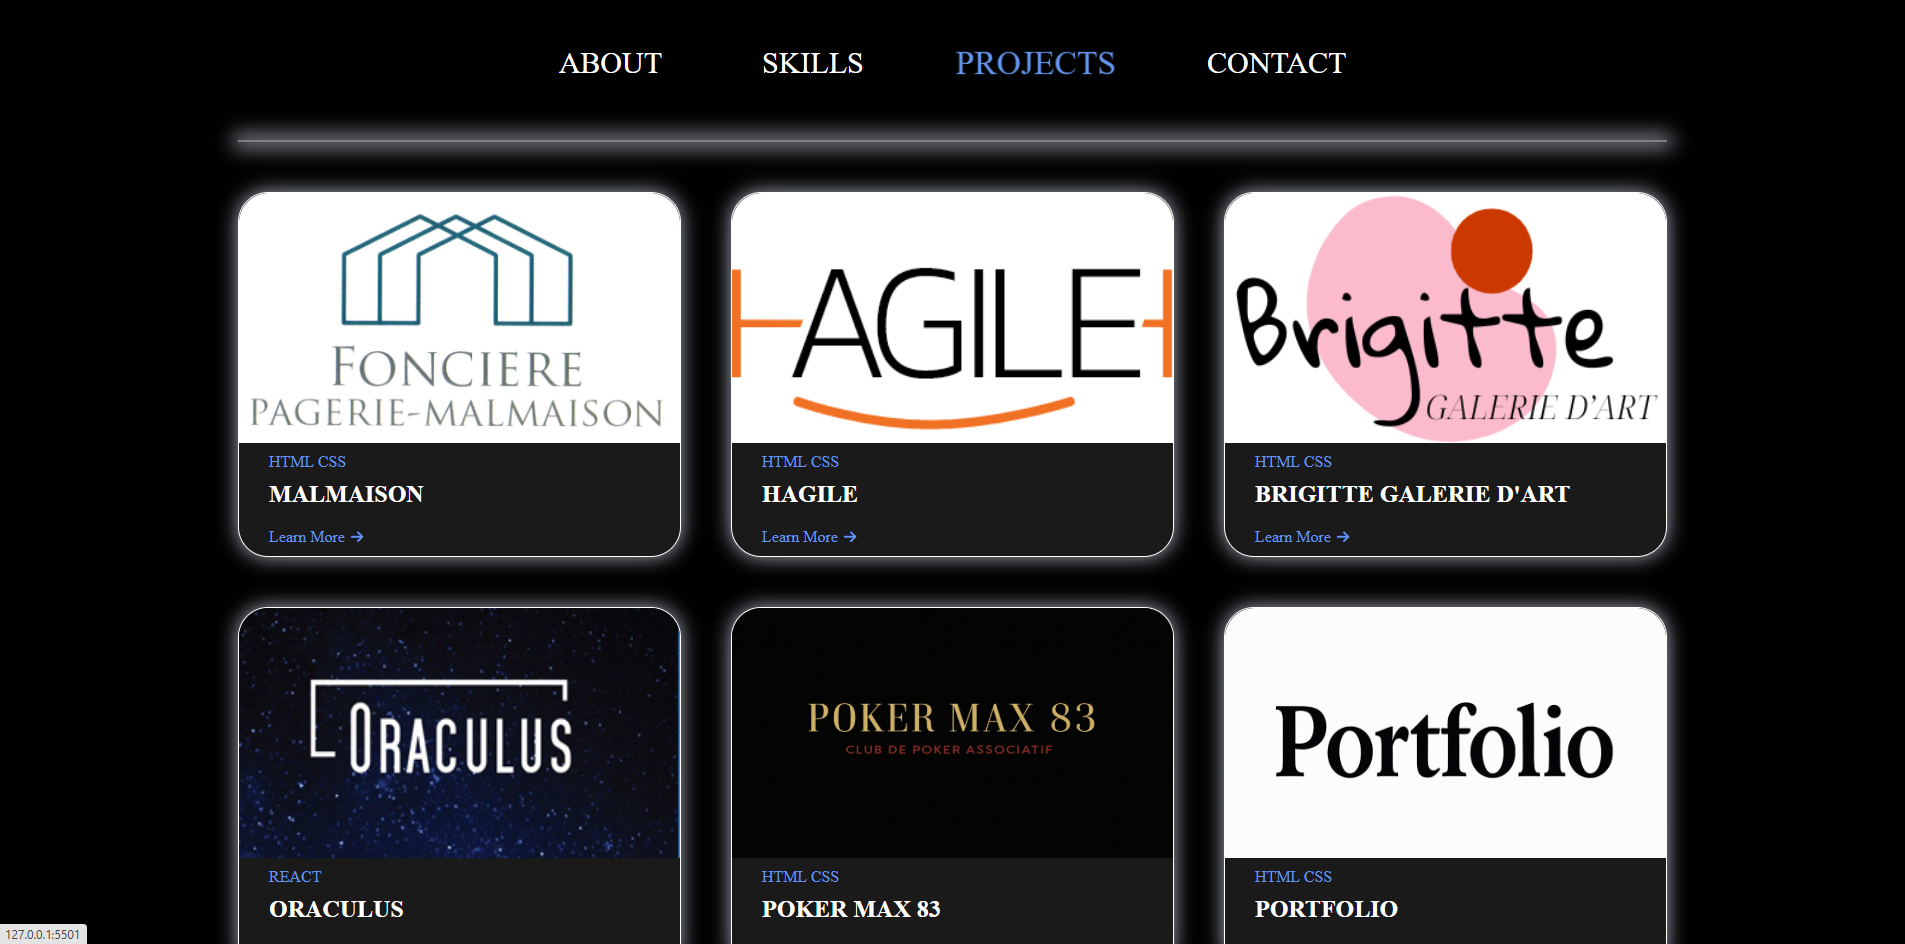 ABOUT SKILLS PROJECTS CONTACT
FONCIERE
PAGERIE-MALMAISON
HTML CSS
MALMAISON
Learn More →
HAGILEH
HTML CSS
HAGILE
Learn More →
Brigitte
GALERIE D'ART
HTML CSS
BRIGITTE GALERIE D'ART
Learn More →
ORACULUS
REACT
ORACULUS
POKER MAX 83
CLUB DE POKER ASSOCIATIF
HTML CSS
POKER MAX 83
Portfolio
HTML CSS
PORTFOLIO
127.0.0.1:5501